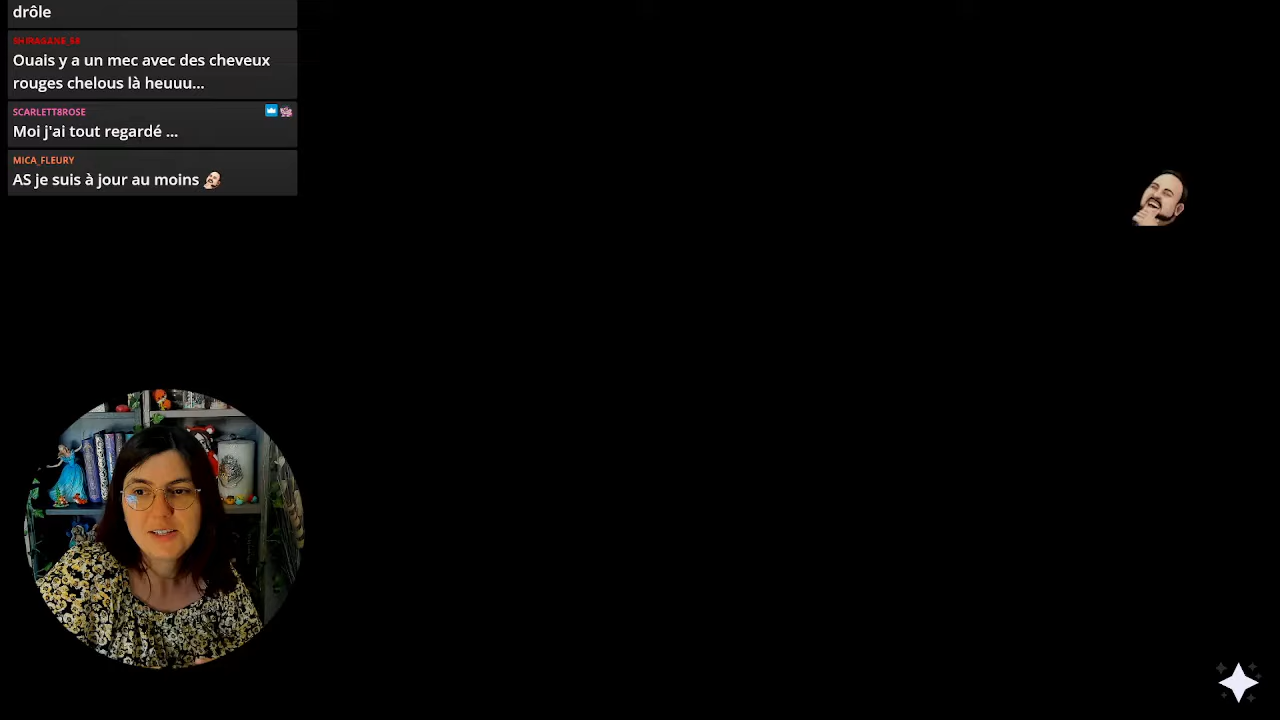 drôle
SHIRAGANE_58
Ouais y a un mec avec des cheveux
rouges chelous là heuuu...
SCARLETT8ROSE
Moi j'ai tout regardé ...
MICA_FLEURY
AS je suis à jour au moins